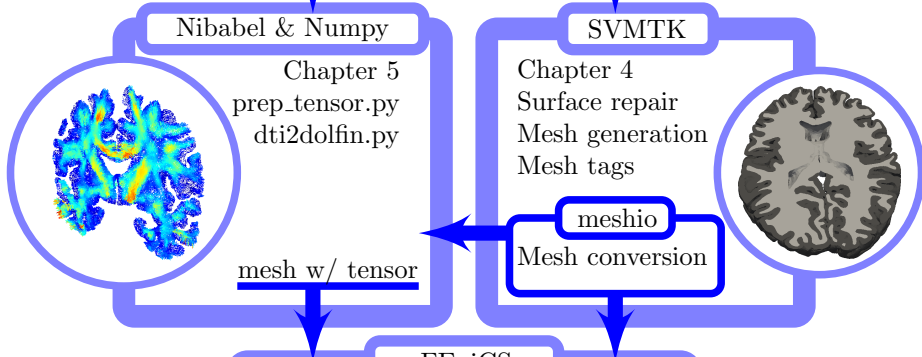 Nibabel & Numpy
Chapter 5
prep_tensor.py
dti2dolfin.py
mesh w/ tensor
SVMTK
Chapter 4
Surface repair
Mesh generation
Mesh tags
meshio
Mesh conversion